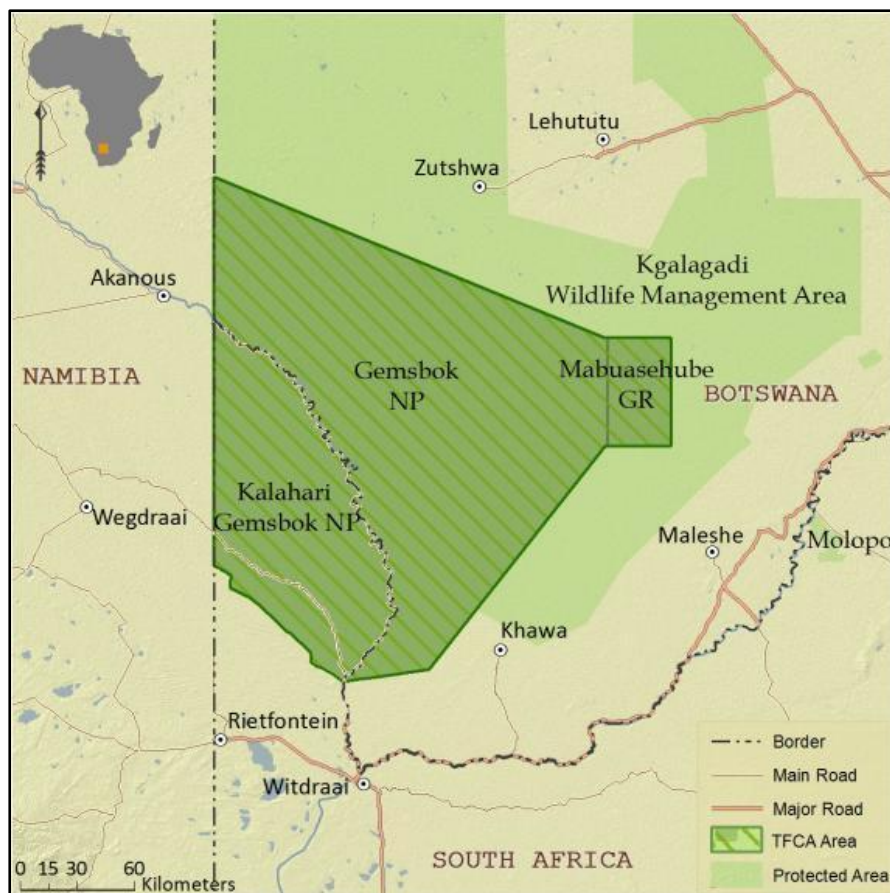 Lehututu
Zutshwa
Kgalagadi
Wildlife Management Area
Akanous
NAMIBIA
Gemsbok
NP
Mabuasehube
GR
BOTSWANA
Kalahari
Gemsbok NP
Wegdraai
Maleshe
Molopo
Khawa
Rietfontein
Witdraai
SOUTH AFRICA
Border
Main Road
Major Road
TFCA Area
Protected Area
0 15 30 60
Kilometers